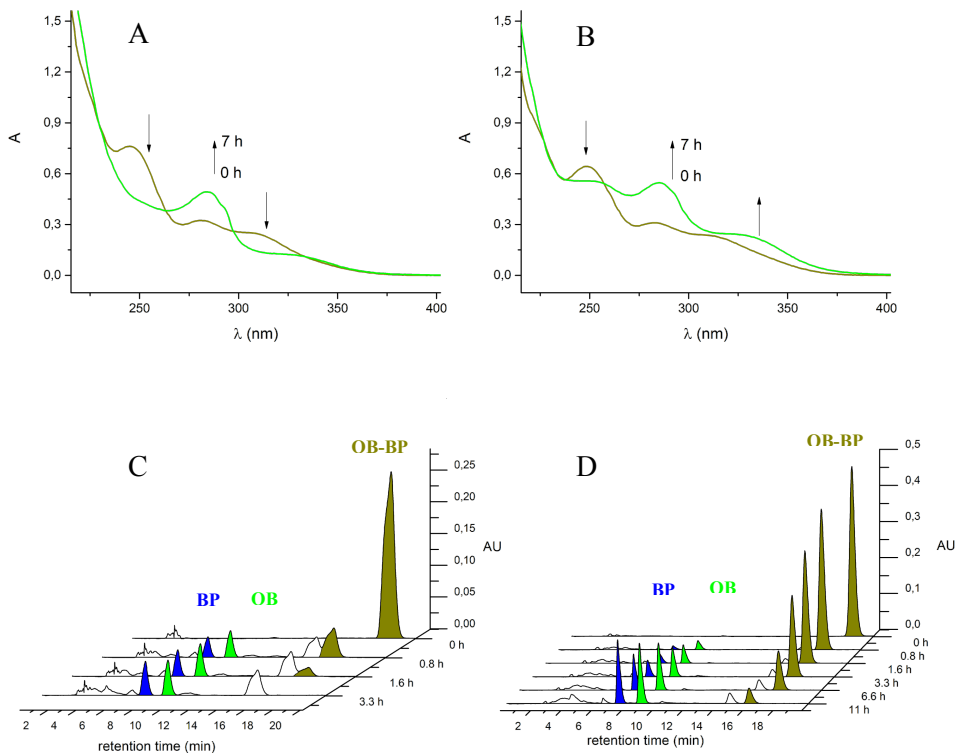 A
1,5
1,2
0,9
0,6
0,3
0,0
A
7 h
0 h
250
300
350
400
λ (nm)
B
1,5
1,2
0,9
0,6
0,3
0,0
A
7 h
0 h
250
300
350
400
λ (nm)
C
OB-BP
BP
OB
0,25
0,20
0,15
0,10
0,05
0,00
AU
0 h
0.8 h
1.6 h
3.3 h
2 4 6 8 10 12 14 16 18 20
retention time (min)
D
OB-BP
BP
OB
0,5
0,4
0,3
0,2
0,1
0,0
AU
0 h
0.8 h
1.6 h
3.3 h
6.6 h
11 h
2 4 6 8 10 12 14 16 18
retention time (min)